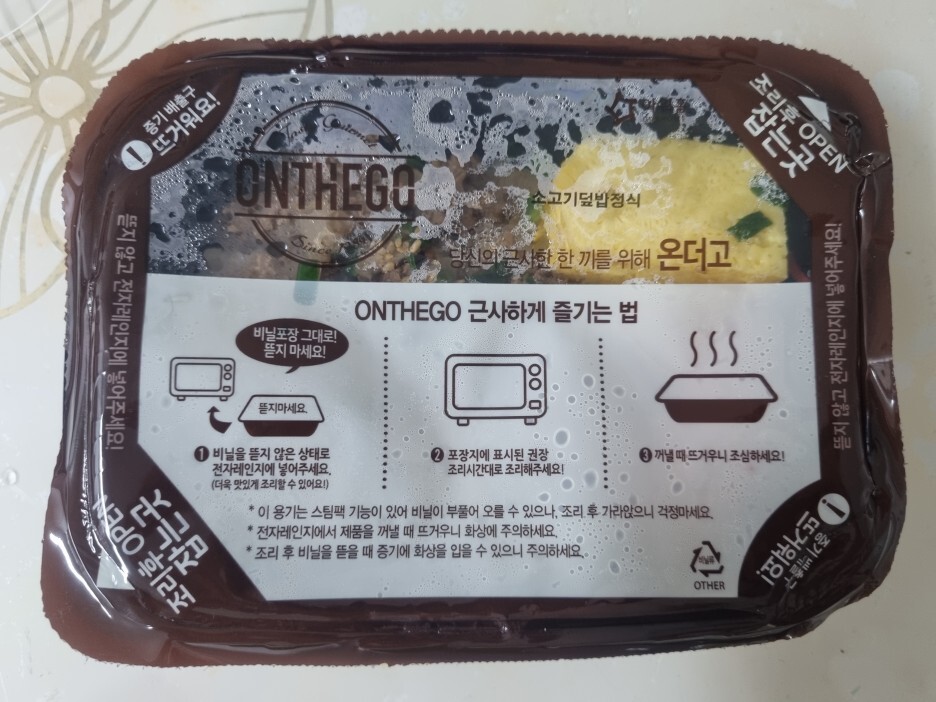 증기 배출구
뜨거워요!
조리 후 OPEN
잡는 곳
ONTHEGO
Since
소고기덮밥정식
당신의 근사한 한 끼를 위해 온더고
뜯지 않고 전자레인지에 넣어주세요!
뜯지 않고 전자레인지에 넣어주세요!
ONTHEGO 근사하게 즐기는 법
비닐포장 그대로!
뜯지 마세요!
뜯지마세요.
1 비닐을 뜯지 않은 상태로
전자레인지에 넣어주세요.
(더욱 맛있게 조리할 수 있어요!)
2 포장지에 표시된 권장
조리시간대로 조리해주세요!
3 꺼낼 때 뜨거우니 조심하세요!
* 이 용기는 스팀팩 기능이 있어 비닐이 부풀어 오를 수 있으나, 조리 후 가라앉으니 걱정마세요.
* 전자레인지에서 제품을 꺼낼 때 뜨거우니 화상에 주의하세요.
* 조리 후 비닐을 뜯을 때 증기에 화상을 입을 수 있으니 주의하세요.
비닐류
OTHER
조리 후 OPEN
잡는 곳
증기 배출구
뜨거워요!